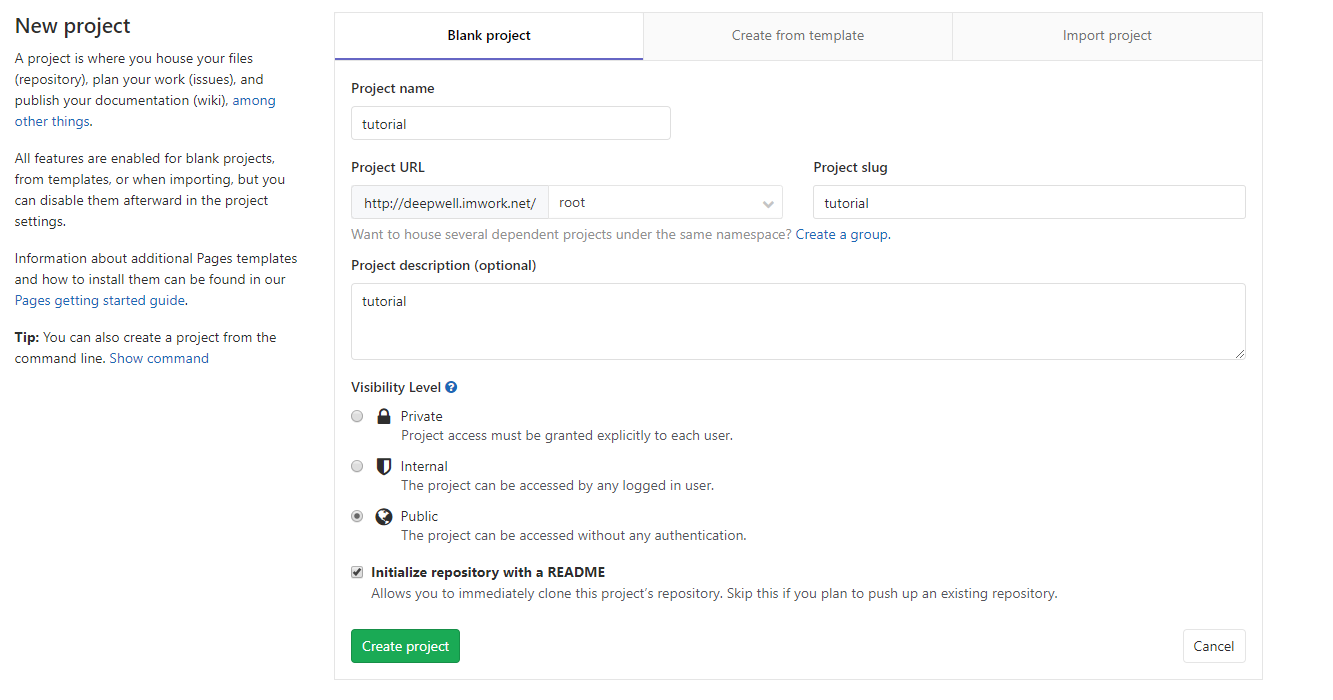 New project
A project is where you house your files
(repository), plan your work (issues), and
publish your documentation (wiki), among
other things.
All features are enabled for blank projects,
from templates, or when importing, but you
can disable them afterward in the project
settings.
Information about additional Pages templates
and how to install them can be found in our
Pages getting started guide.
Tip: You can also create a project from the
command line. Show command
Blank project
Create from template
Import project
Project name
tutorial
Project URL
http://deepwell.imwork.net/
root
Project slug
tutorial
Want to house several dependent projects under the same namespace? Create a group.
Project description (optional)
tutorial
Visibility Level
Private
Project access must be granted explicitly to each user.
Internal
The project can be accessed by any logged in user.
Public
The project can be accessed without any authentication.
Initialize repository with a README
Allows you to immediately clone this project’s repository. Skip this if you plan to push up an existing repository.
Create project
Cancel